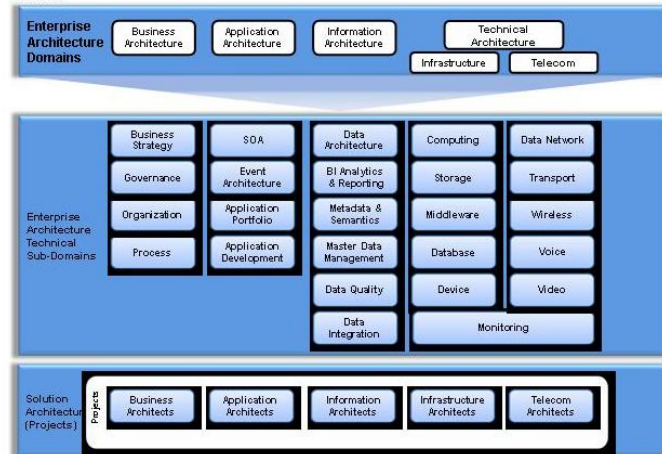 Enterprise
Architecture
Domains
Business
Architecture
Application
Architecture
Information
Architecture
Technical
Architecture
Infrastructure
Telecom
Enterprise
Architecture
Technical
Sub-Domains
Business
Strategy
Governance
Organization
Process
SOA
Event
Architecture
Application
Portfolio
Application
Development
Data
Architecture
BI Analytics
& Reporting
Metadata &
Semantics
Master Data
Management
Data Quality
Data
Integration
Computing
Storage
Middleware
Database
Device
Data Network
Transport
Wireless
Voice
Video
Monitoring
Solution
Architecture
(Projects)
Projects
Business
Architects
Application
Architects
Information
Architects
Infrastructure
Architects
Telecom
Architects